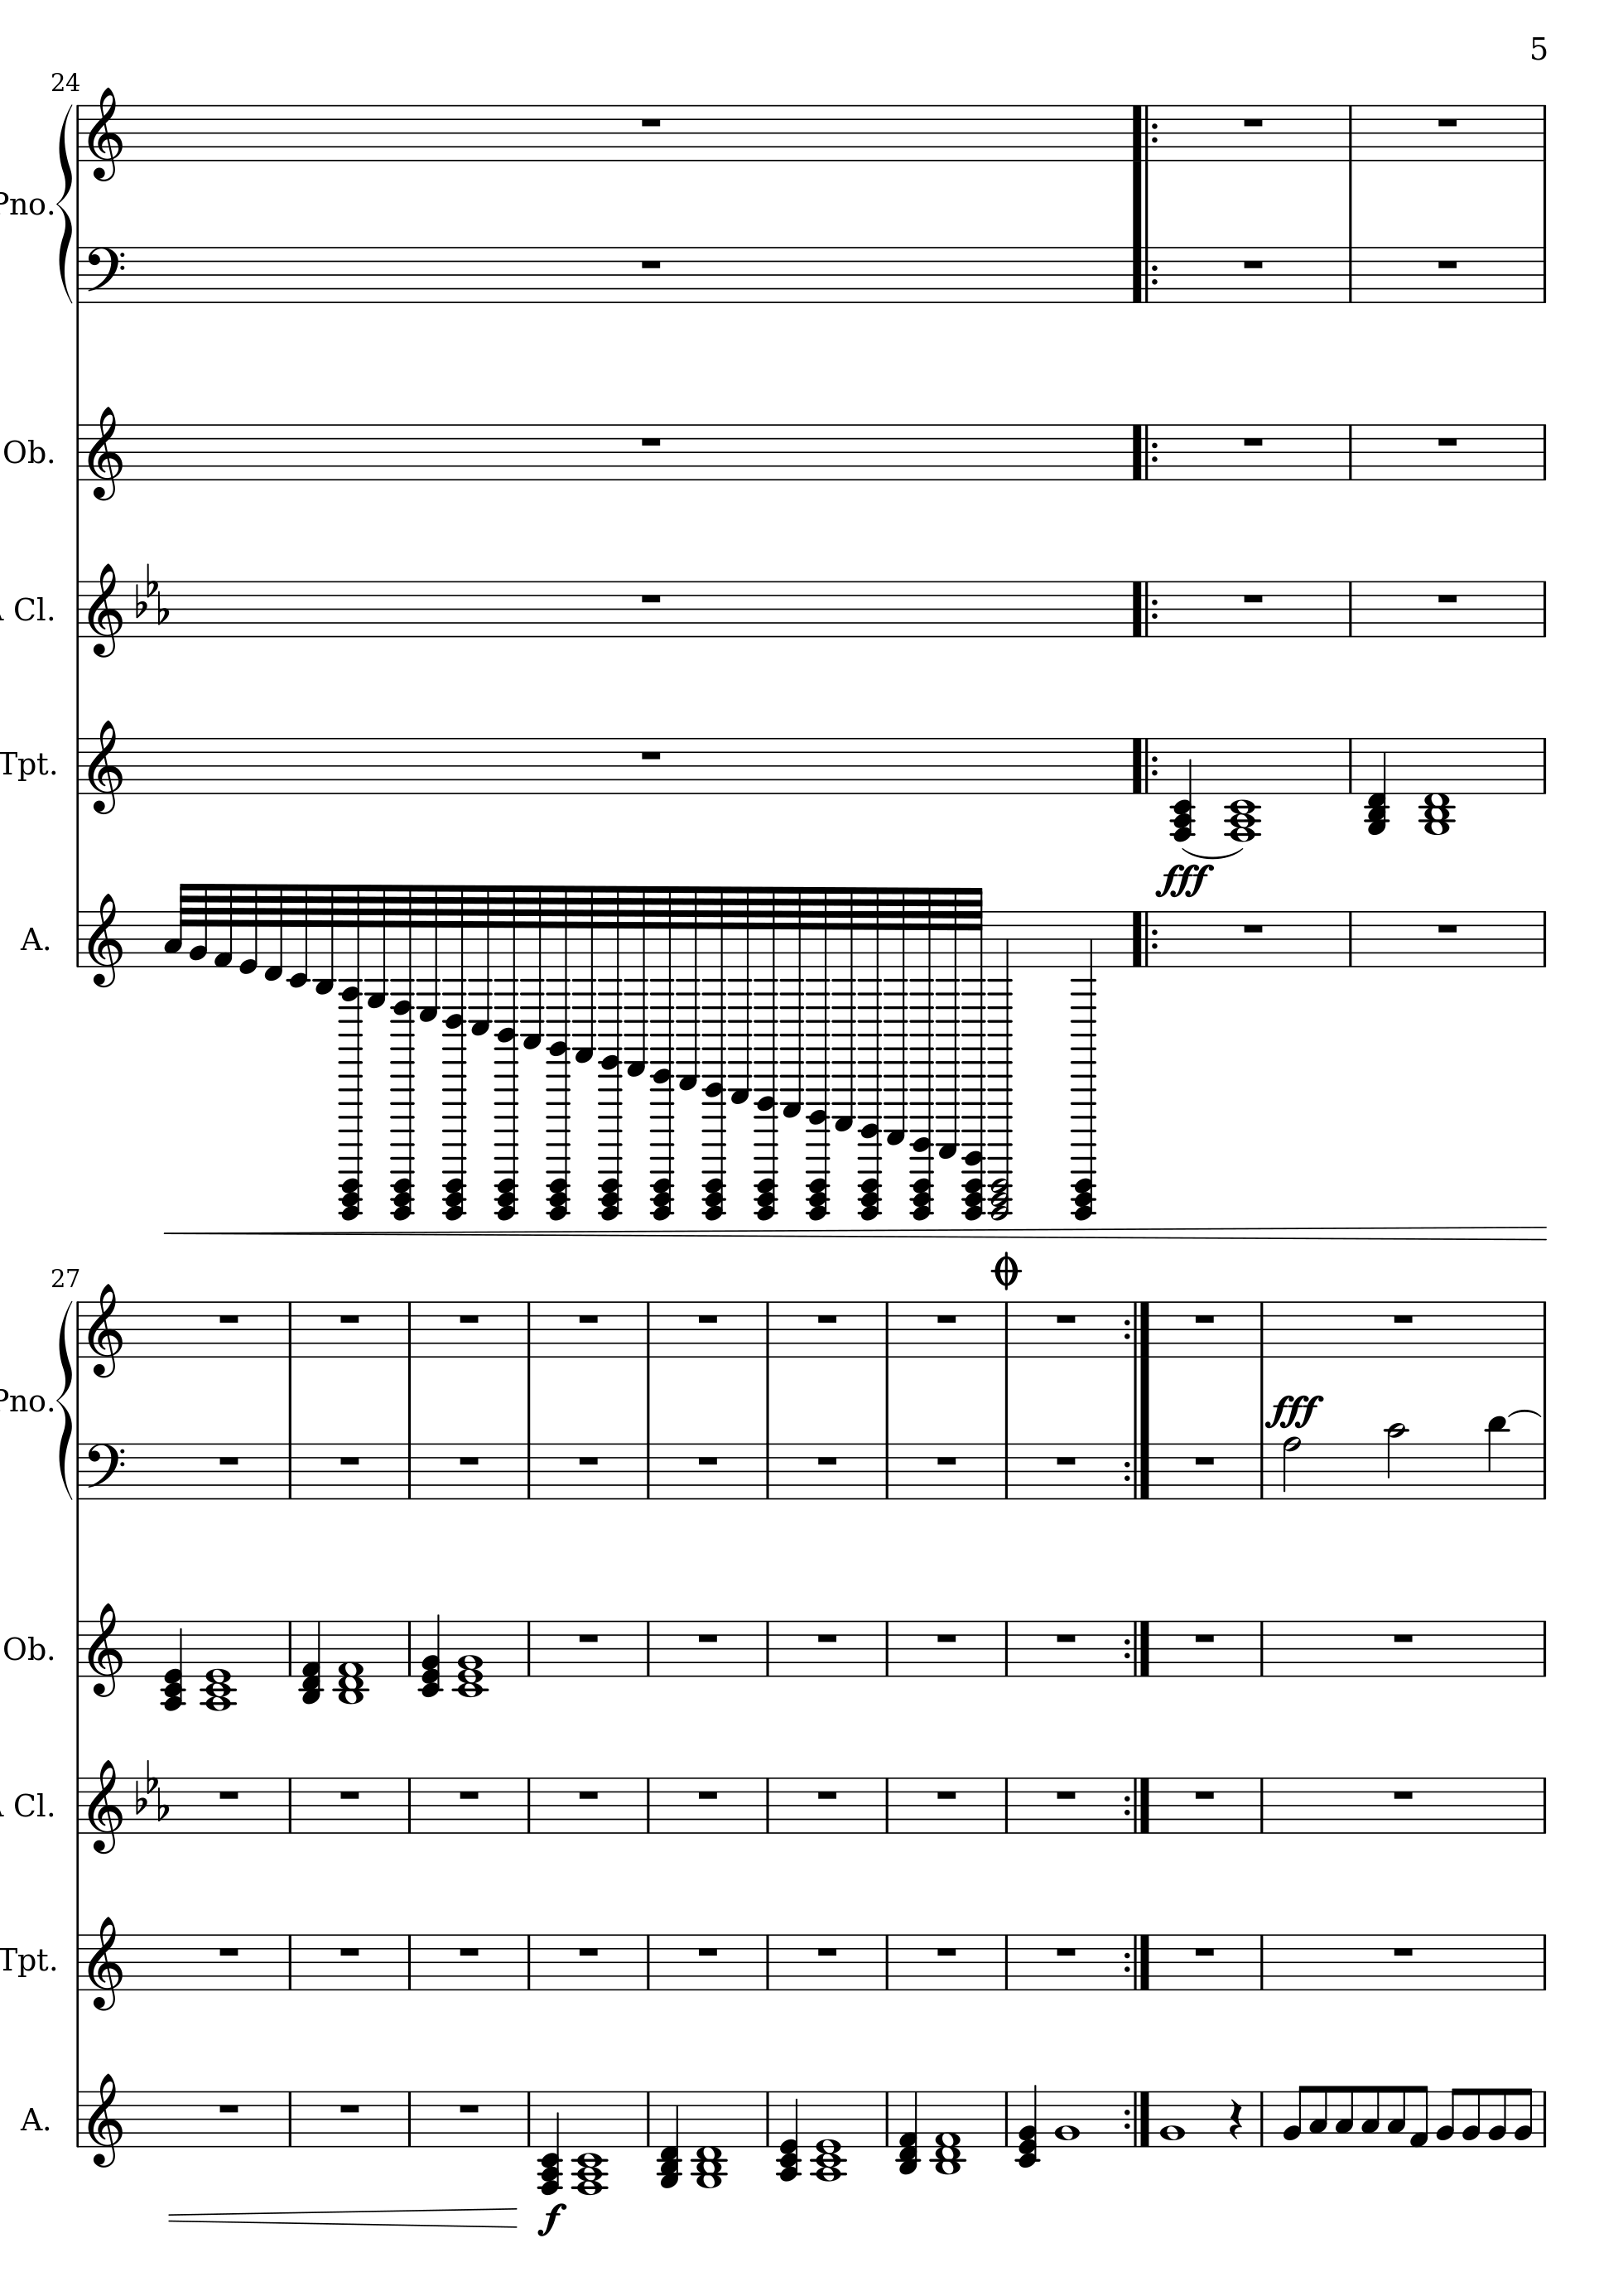 5
24
Pno.
Ob.
A Cl.
Tpt.
fff
A.
27
Pno.
fff
Ob.
A Cl.
Tpt.
A.
f